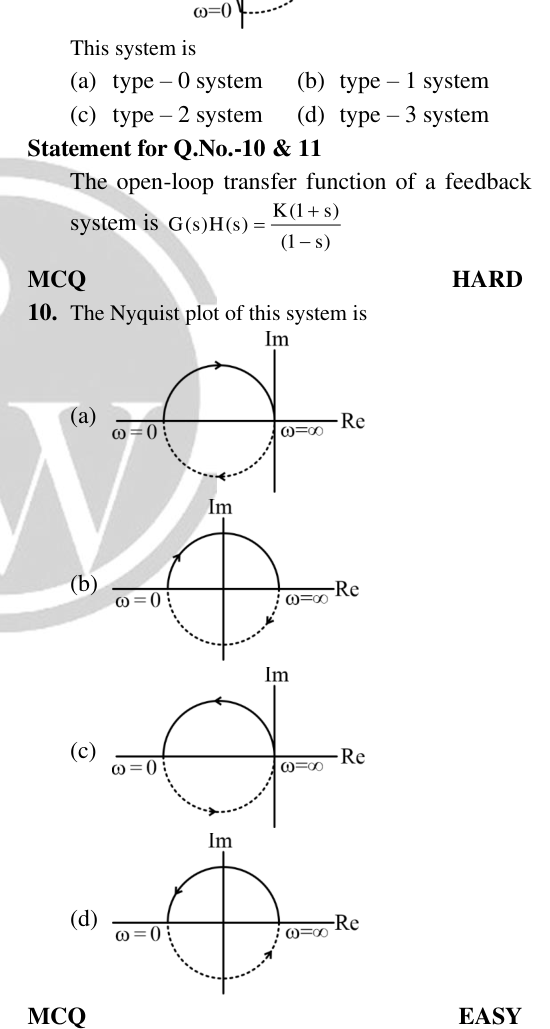 ω=0
This system is
(a) type – 0 system (b) type – 1 system
(c) type – 2 system (d) type – 3 system
Statement for Q.No.-10 & 11
The open-loop transfer function of a feedback
system is G(s)H(s) = K(1 + s) / (1 – s)
MCQ HARD
10. The Nyquist plot of this system is
Im
(a) ω = 0 ω=∞ Re
Im
(b) ω = 0 ω=∞ Re
Im
(c) ω = 0 ω=∞ Re
Im
(d) ω = 0 ω=∞ Re
MCQ EASY